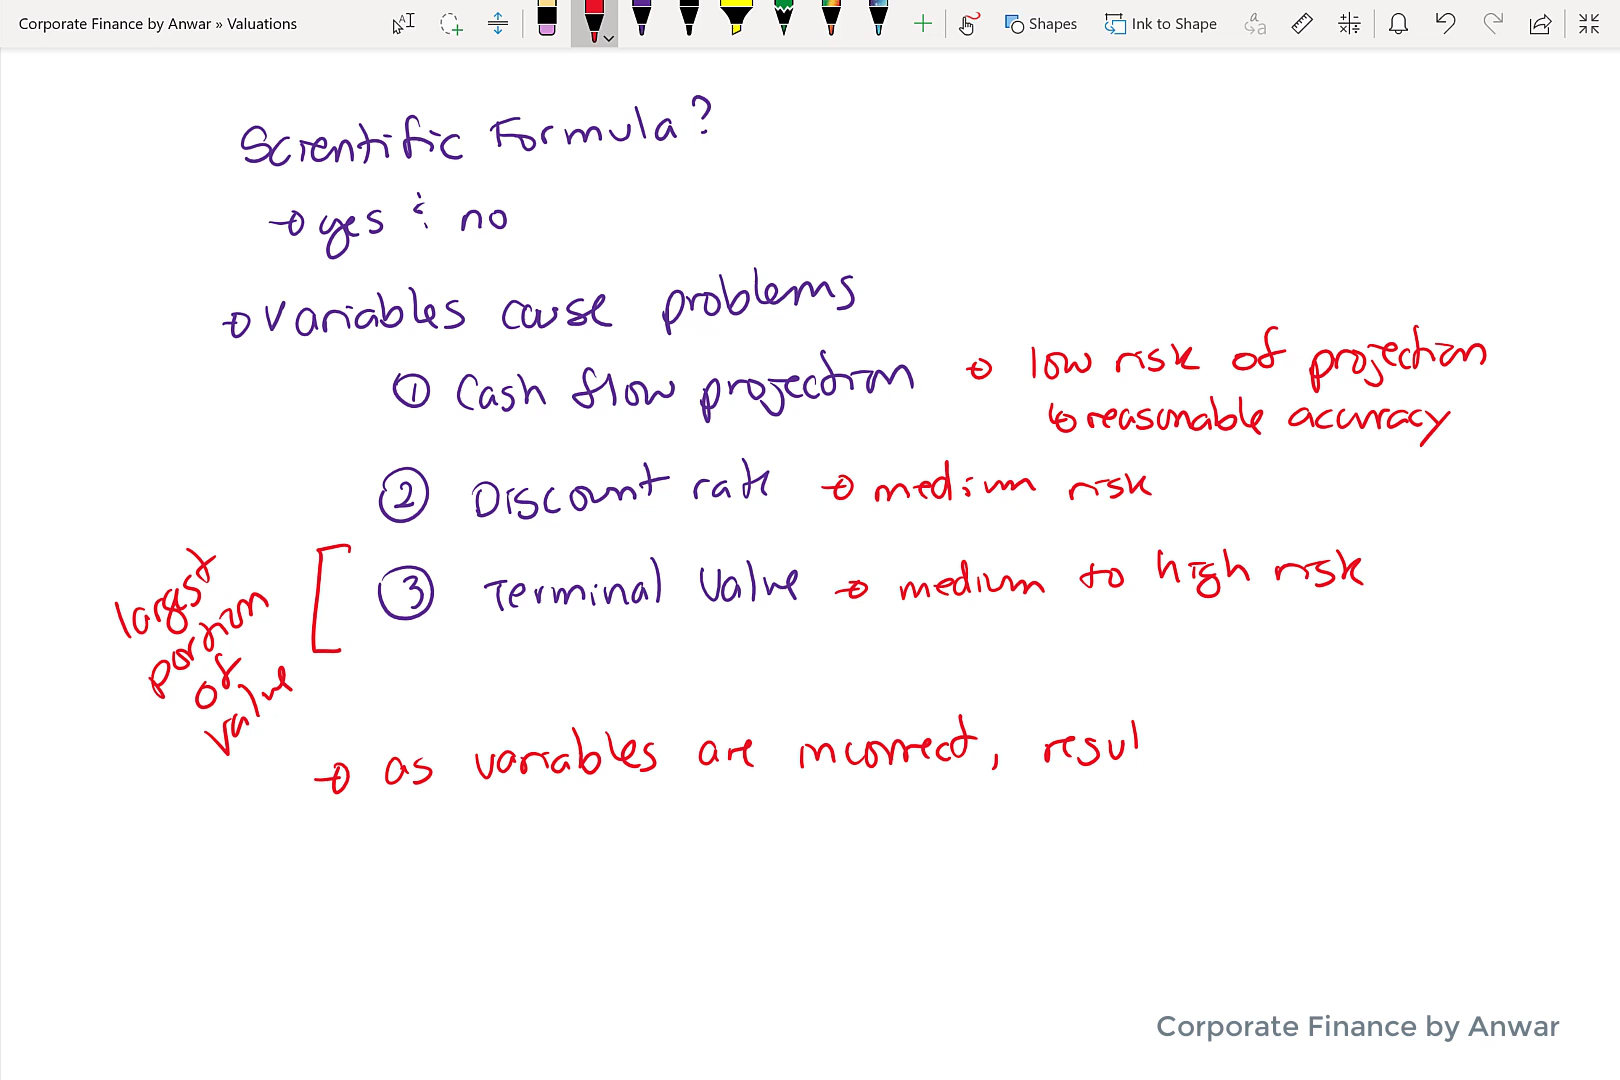 Corporate Finance by Anwar » Valuations
Shapes
Ink to Shape
Scientific Formula?
→ yes & no
→ Variables cause problems
① Cash flow projection → low risk of projection
↳ reasonable accuracy
② Discount rate → medium risk
③ Terminal Value → medium to high risk
largest
portion
of
value
→ as variables are incorrect, resul
Corporate Finance by Anwar